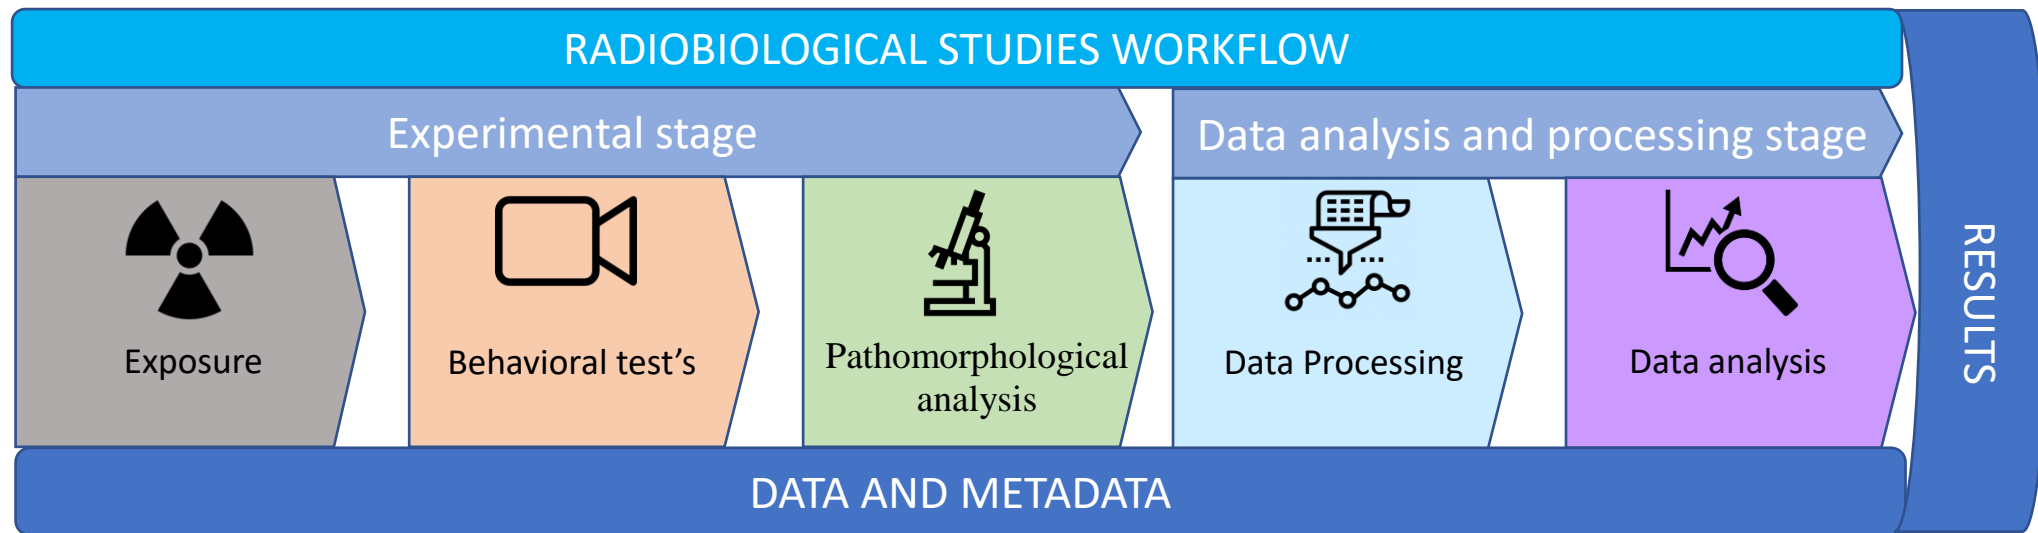 RADIOBIOLOGICAL STUDIES WORKFLOW
Experimental stage
Data analysis and processing stage
Exposure
Behavioral test’s
Pathomorphological
analysis
Data Processing
Data analysis
RESULTS
DATA AND METADATA